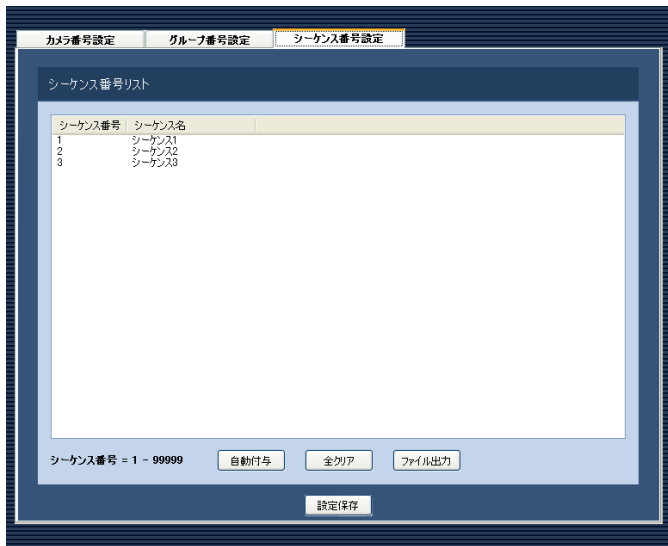 カメラ番号設定 グループ番号設定 シーケンス番号設定
シーケンス番号リスト
シーケンス番号 シーケンス名
1 シーケンス1
2 シーケンス2
3 シーケンス3
シーケンス番号 = 1 - 99999 自動付与 全クリア ファイル出力
設定保存